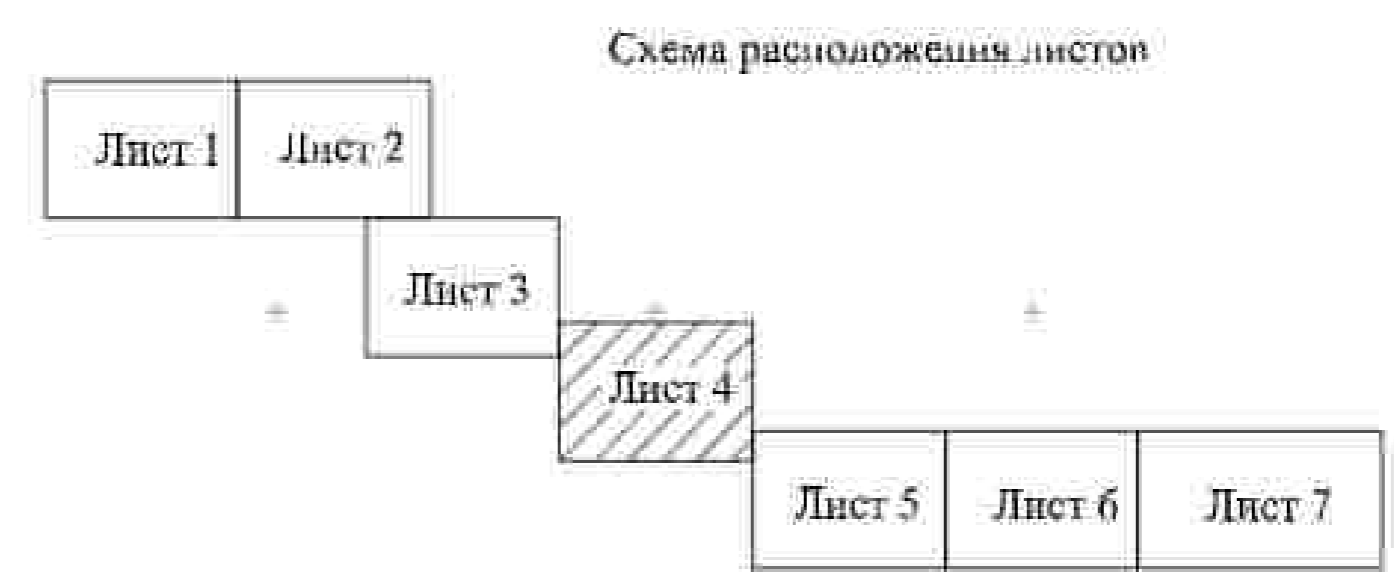 Схема расположения листов
Лист 1 Лист 2
Лист 3
Лист 4
Лист 5 Лист 6 Лист 7